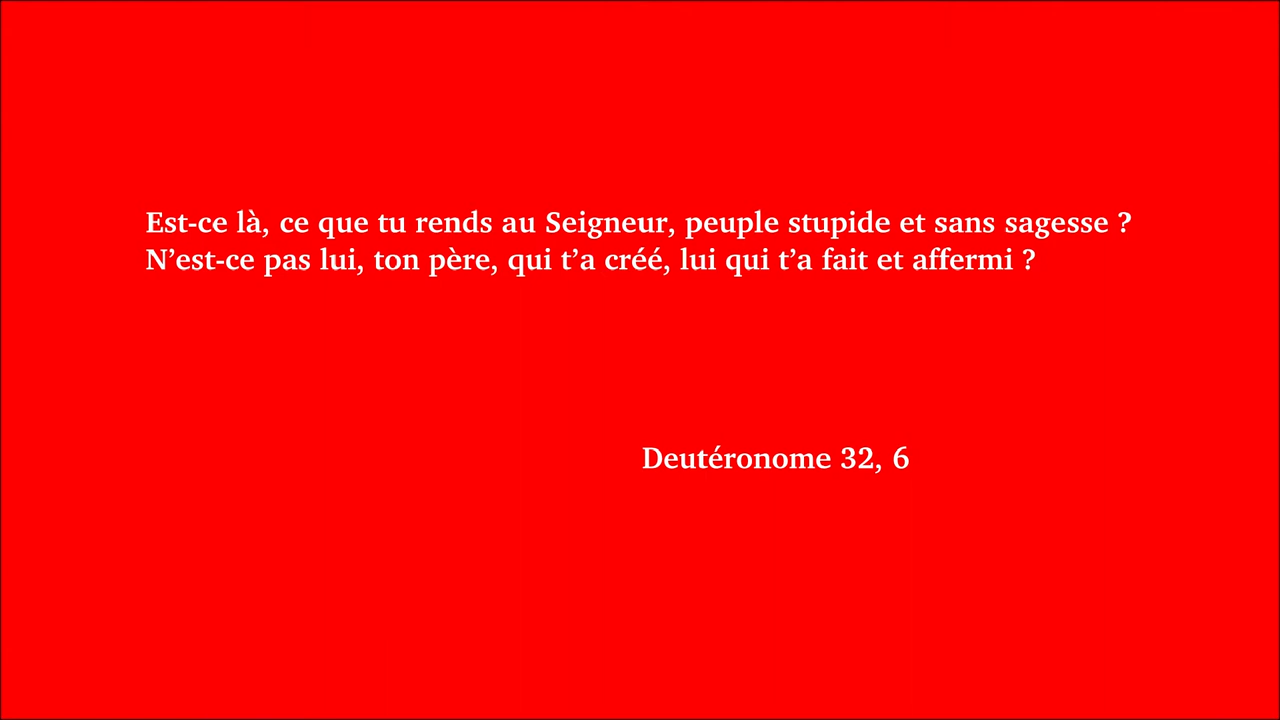 Est-ce là, ce que tu rends au Seigneur, peuple stupide et sans sagesse ?
N’est-ce pas lui, ton père, qui t’a créé, lui qui t’a fait et affermi ?
Deutéronome 32, 6